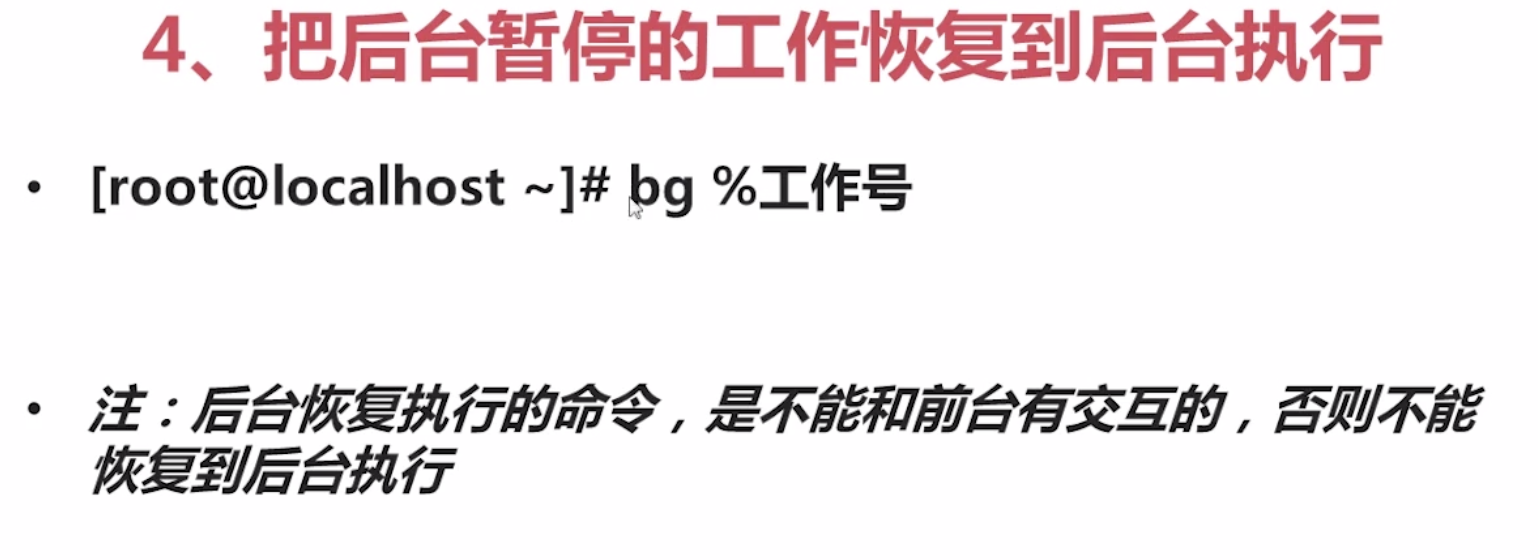 4、把后台暂停的工作恢复到后台执行
• [root@localhost ~]# bg %工作号
• 注：后台恢复执行的命令，是不能和前台有交互的，否则不能
恢复到后台执行